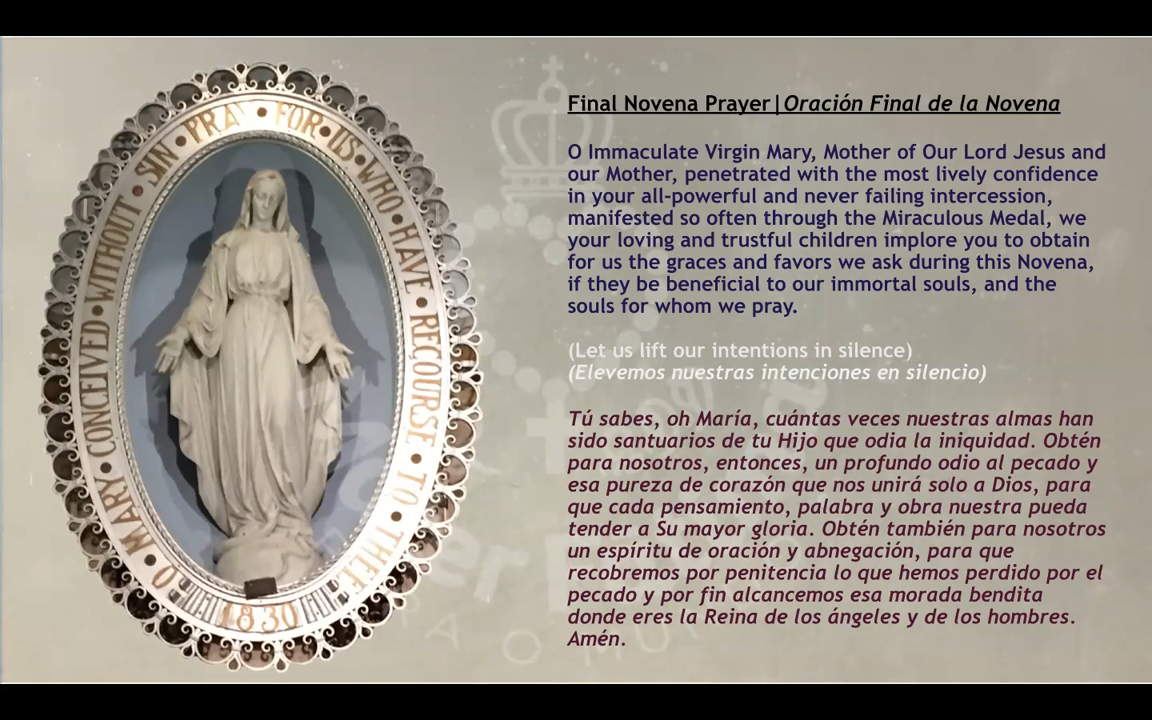 O • MARY • CONCEIVED • WITHOUT • SIN • PRAY • FOR • US • WHO • HAVE • RECOURSE • TO • THEE
1830
Final Novena Prayer|Oración Final de la Novena
O Immaculate Virgin Mary, Mother of Our Lord Jesus and
our Mother, penetrated with the most lively confidence
in your all-powerful and never failing intercession,
manifested so often through the Miraculous Medal, we
your loving and trustful children implore you to obtain
for us the graces and favors we ask during this Novena,
if they be beneficial to our immortal souls, and the
souls for whom we pray.
(Let us lift our intentions in silence)
(Elevemos nuestras intenciones en silencio)
Tú sabes, oh María, cuántas veces nuestras almas han
sido santuarios de tu Hijo que odia la iniquidad. Obtén
para nosotros, entonces, un profundo odio al pecado y
esa pureza de corazón que nos unirá solo a Dios, para
que cada pensamiento, palabra y obra nuestra pueda
tender a Su mayor gloria. Obtén también para nosotros
un espíritu de oración y abnegación, para que
recobremos por penitencia lo que hemos perdido por el
pecado y por fin alcancemos esa morada bendita
donde eres la Reina de los ángeles y de los hombres.
Amén.